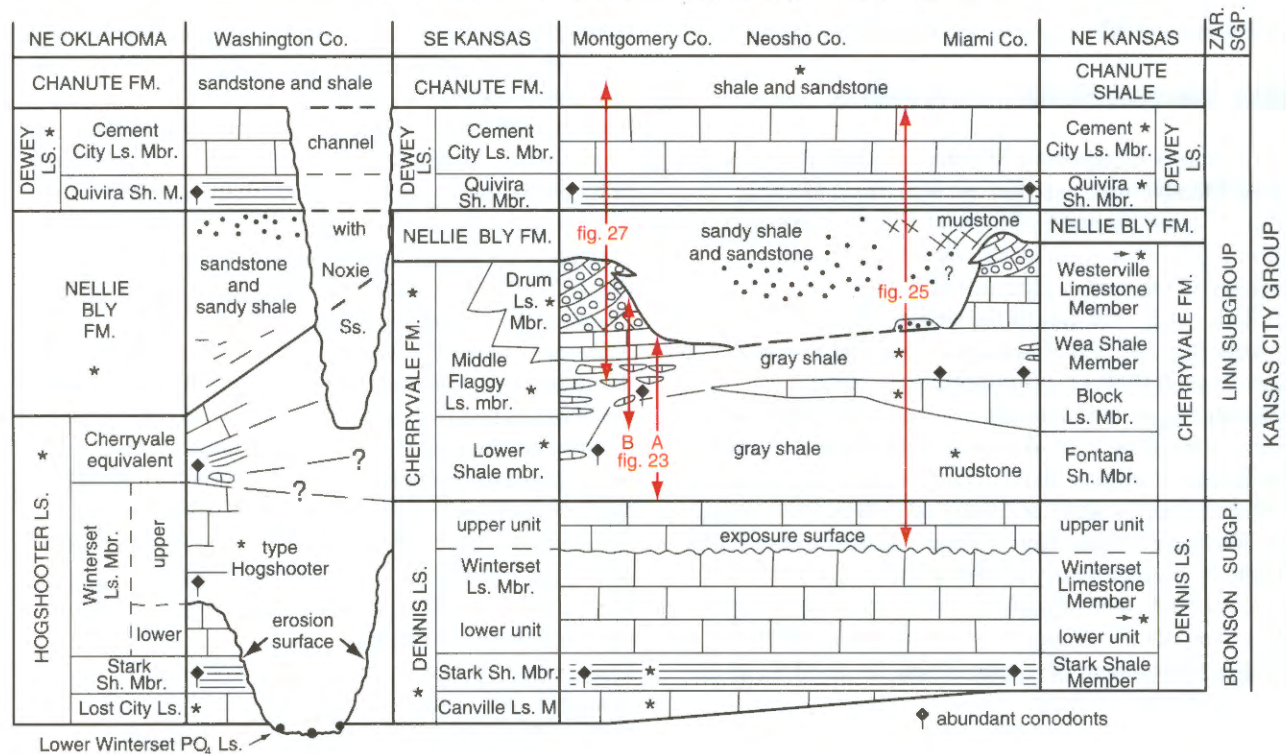 NE OKLAHOMA
Washington Co.
SE KANSAS
Montgomery Co.
Neosho Co.
Miami Co.
NE KANSAS
ZAR.
SGP.
CHANUTE FM.
sandstone and shale
CHANUTE FM.
*
shale and sandstone
CHANUTE
SHALE
DEWEY *
LS.
Cement
City Ls. Mbr.
Quivira Sh. M.
channel
with
Noxie
Ss.
DEWEY
LS.
Cement
City Ls. Mbr.
Quivira
Sh. Mbr.
Cement *
City Ls. Mbr.
Quivira *
Sh. Mbr.
DEWEY
LS.
NELLIE
BLY
FM.
*
sandstone
and
sandy shale
NELLIE BLY FM.
fig. 27
sandy shale
and sandstone
mudstone
?
fig. 25
NELLIE BLY FM.
CHERRYVALE FM. *
Drum
Ls. *
Mbr.
Middle
Flaggy *
Ls. mbr.
Lower *
Shale mbr.
gray shale
*
*
B A
fig. 23
gray shale
*
mudstone
→ *
Westerville
Limestone
Member
Wea Shale
Member
Block
Ls. Mbr.
Fontana
Sh. Mbr.
CHERRYVALE FM.
LINN SUBGROUP
KANSAS CITY GROUP
HOGSHOOTER LS. *
Cherryvale
equivalent
?
?
Winterset
Ls. Mbr.
upper
lower
* type
Hogshooter
erosion
surface
Stark
Sh. Mbr.
Lost City Ls.
*
Lower Winterset PO4 Ls.
* DENNIS LS.
upper unit
Winterset
Ls. Mbr.
lower unit
Stark Sh. Mbr.
Canville Ls. M
exposure surface
*
*
upper unit
Winterset
Limestone
Member
→ *
lower unit
Stark Shale
Member
DENNIS LS.
BRONSON SUBGP.
abundant conodonts